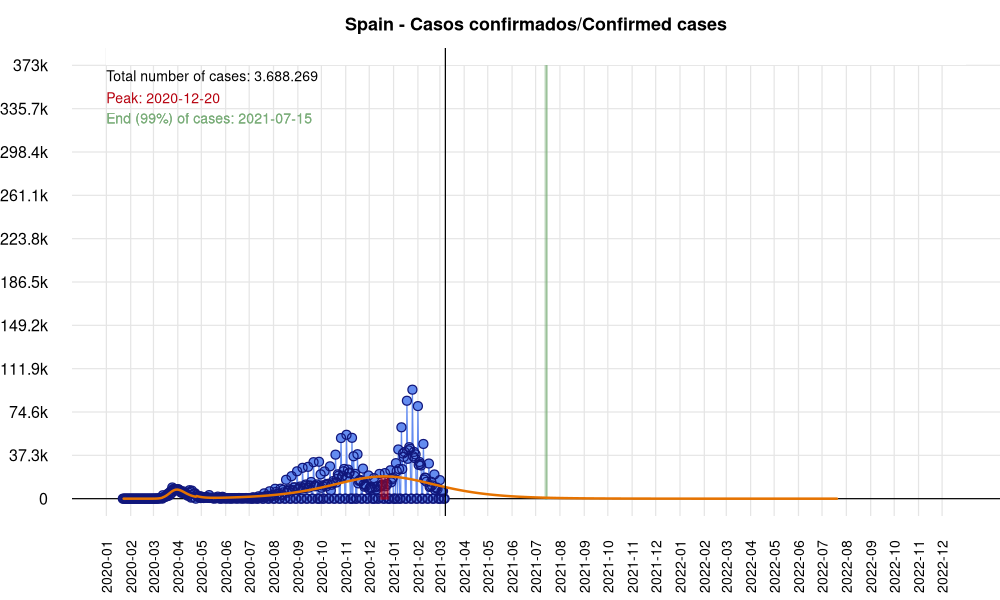 Spain - Casos confirmados/Confirmed cases
Total number of cases: 3.688.269
Peak: 2020-12-20
End (99%) of cases: 2021-07-15
373k
335.7k
298.4k
261.1k
223.8k
186.5k
149.2k
111.9k
74.6k
37.3k
0
2020-01
2020-02
2020-03
2020-04
2020-05
2020-06
2020-07
2020-08
2020-09
2020-10
2020-11
2020-12
2021-01
2021-02
2021-03
2021-04
2021-05
2021-06
2021-07
2021-08
2021-09
2021-10
2021-11
2021-12
2022-01
2022-02
2022-03
2022-04
2022-05
2022-06
2022-07
2022-08
2022-09
2022-10
2022-11
2022-12